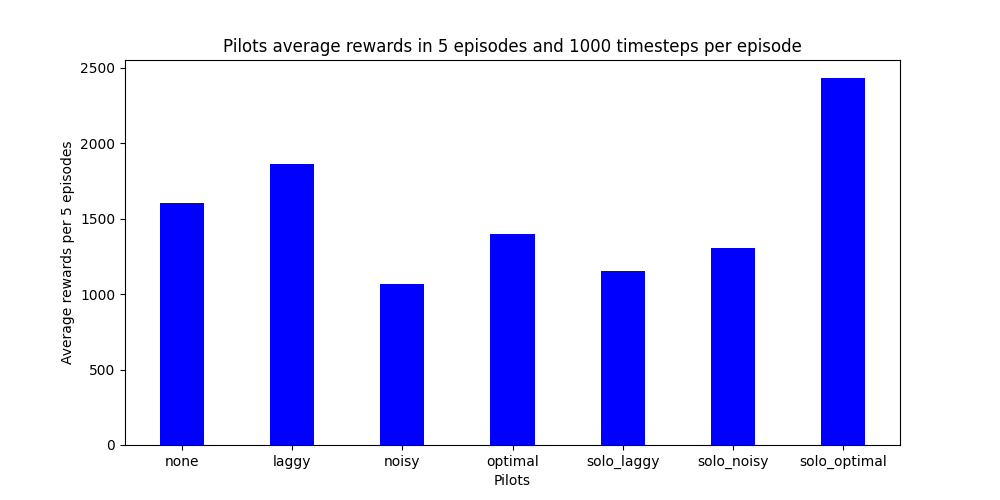 Pilots average rewards in 5 episodes and 1000 timesteps per episode
2500
2000
1500
1000
500
0
Average rewards per 5 episodes
none laggy noisy optimal solo_laggy solo_noisy solo_optimal
Pilots